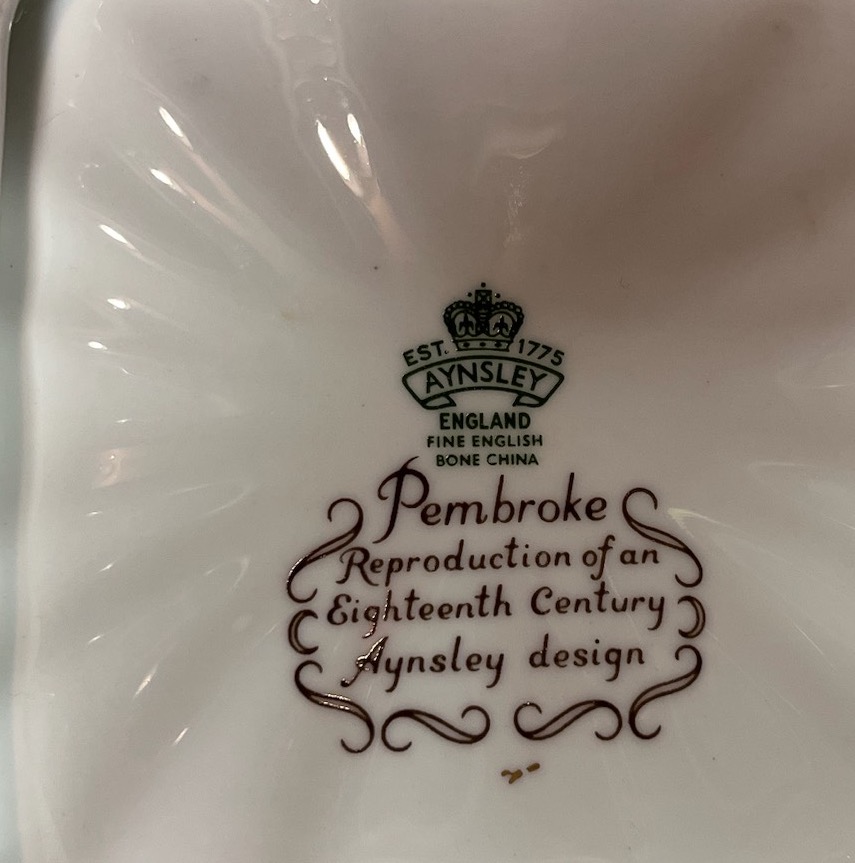 EST. 1775
AYNSLEY
ENGLAND
FINE ENGLISH
BONE CHINA
Pembroke
Reproduction of an
Eighteenth Century
Aynsley design